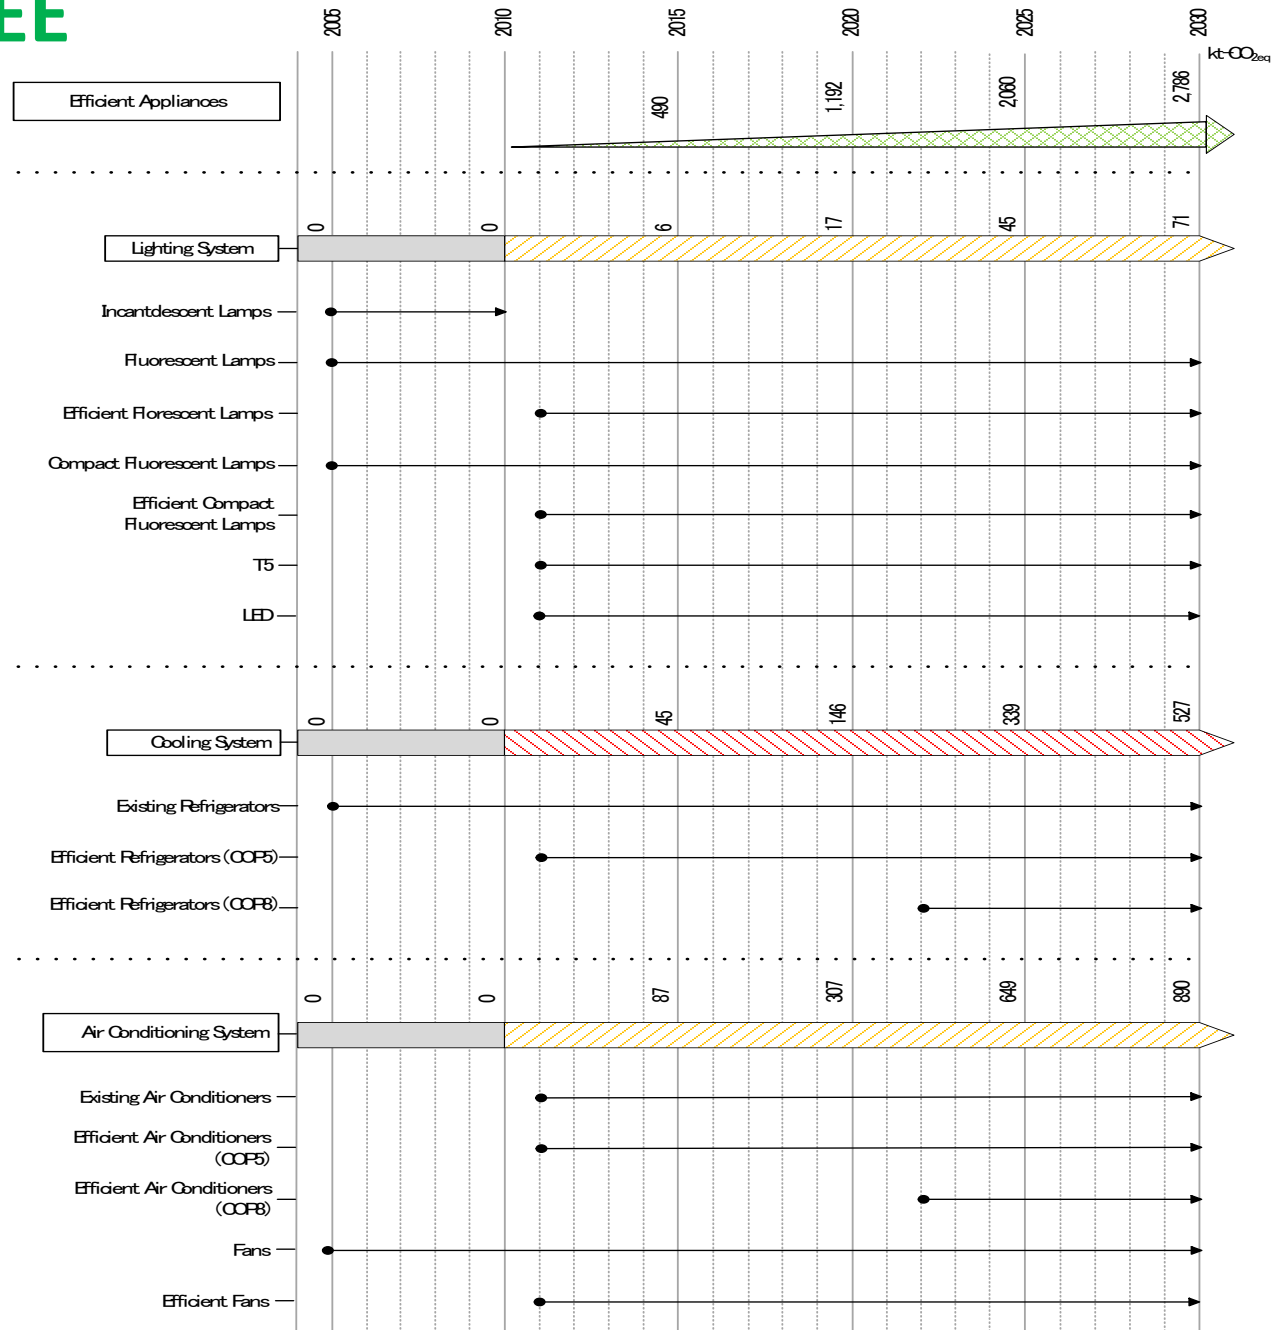 EE
2005 2010 2015 2020 2025 2030
kt-CO2eq
Efficient Appliances
490 1,192 2,060 2,786
0 0 6 17 45 71
Lighting System
Incantdescent Lamps
Fluorescent Lamps
Efficient Florescent Lamps
Compact Fluorescent Lamps
Efficient Compact
Fluorescent Lamps
T5
LED
0 0 45 146 339 527
Cooling System
Existing Refrigerators
Efficient Refrigerators (COP5)
Efficient Refrigerators (COP8)
0 0 87 307 649 890
Air Conditioning System
Existing Air Conditioners
Efficient Air Conditioners
(COP5)
Efficient Air Conditioners
(COP8)
Fans
Efficient Fans